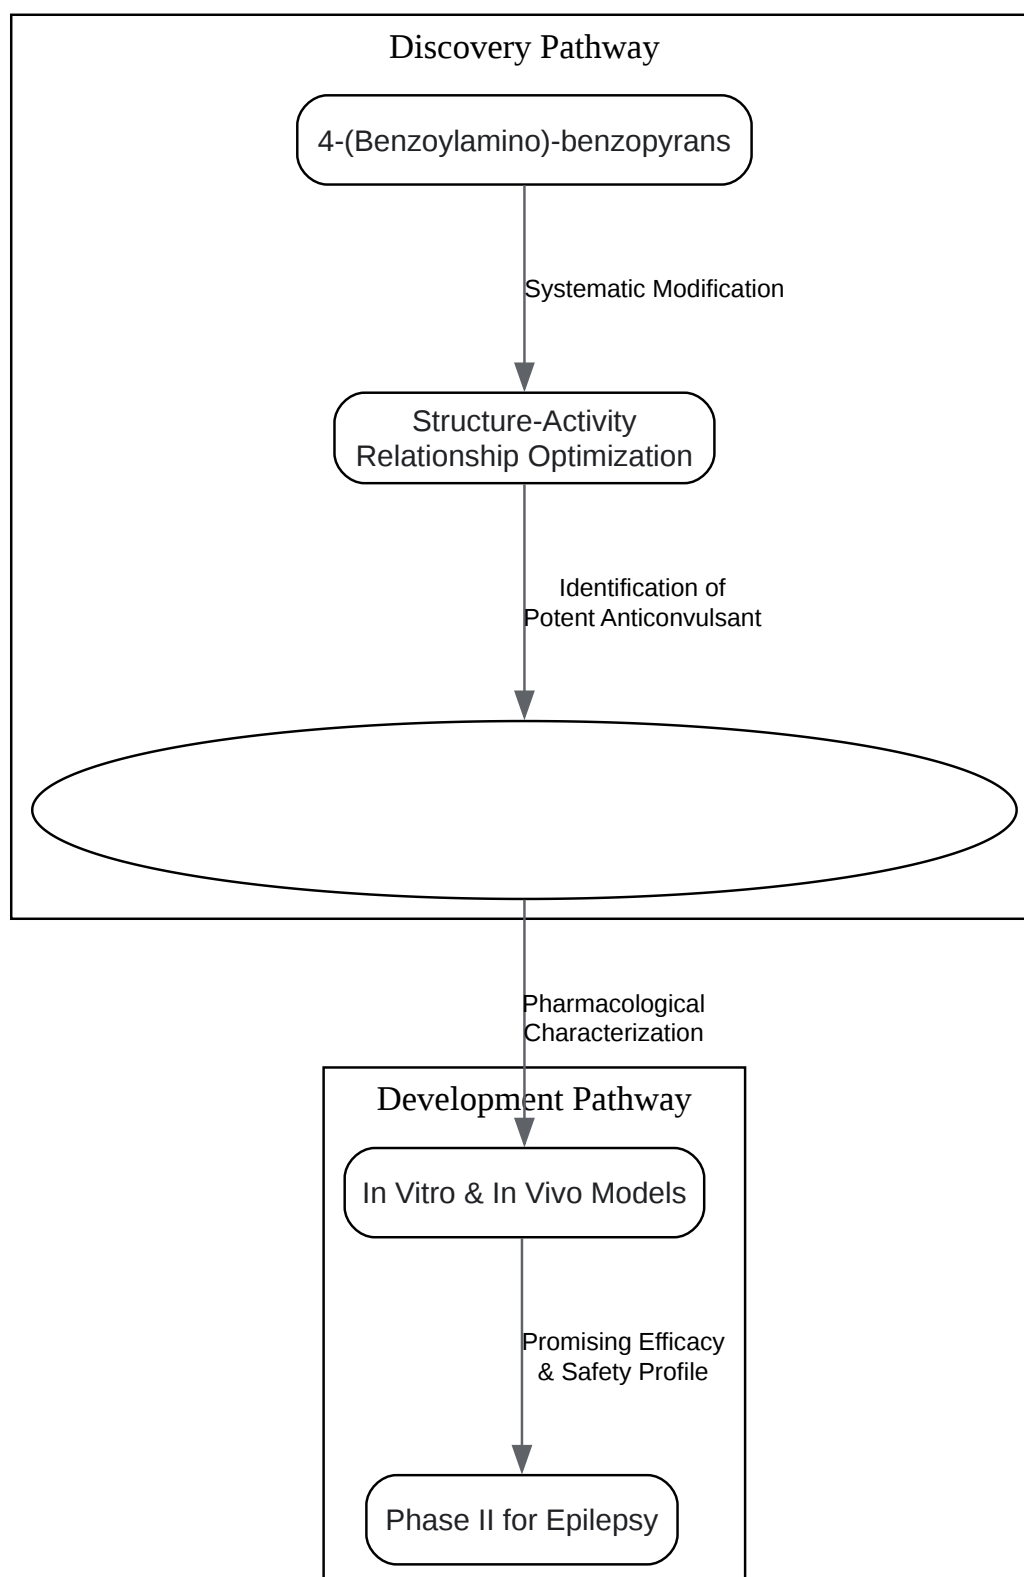 Discovery Pathway
4-(Benzoylamino)-benzopyrans
Systematic Modification
Structure-Activity
Relationship Optimization
Identification of
Potent Anticonvulsant
Pharmacological
Characterization
Development Pathway
In Vitro & In Vivo Models
Promising Efficacy
& Safety Profile
Phase II for Epilepsy